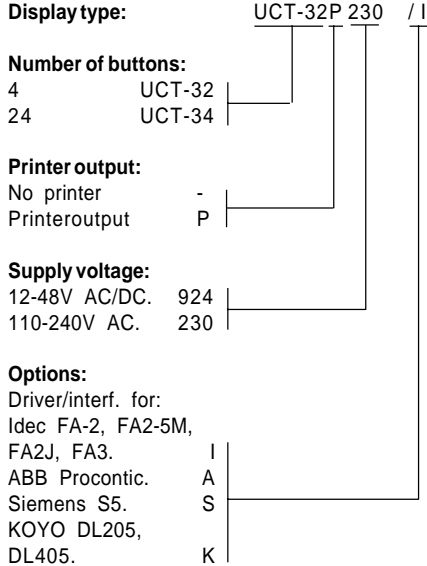 Display type: UCT-32 P 230 / I
Number of buttons:
4 UCT-32
24 UCT-34
Printer output:
No printer -
Printeroutput P
Supply voltage:
12-48V AC/DC. 924
110-240V AC. 230
Options:
Driver/interf. for:
Idec FA-2, FA2-5M,
FA2J, FA3. I
ABB Procontic. A
Siemens S5. S
KOYO DL205,
DL405. K